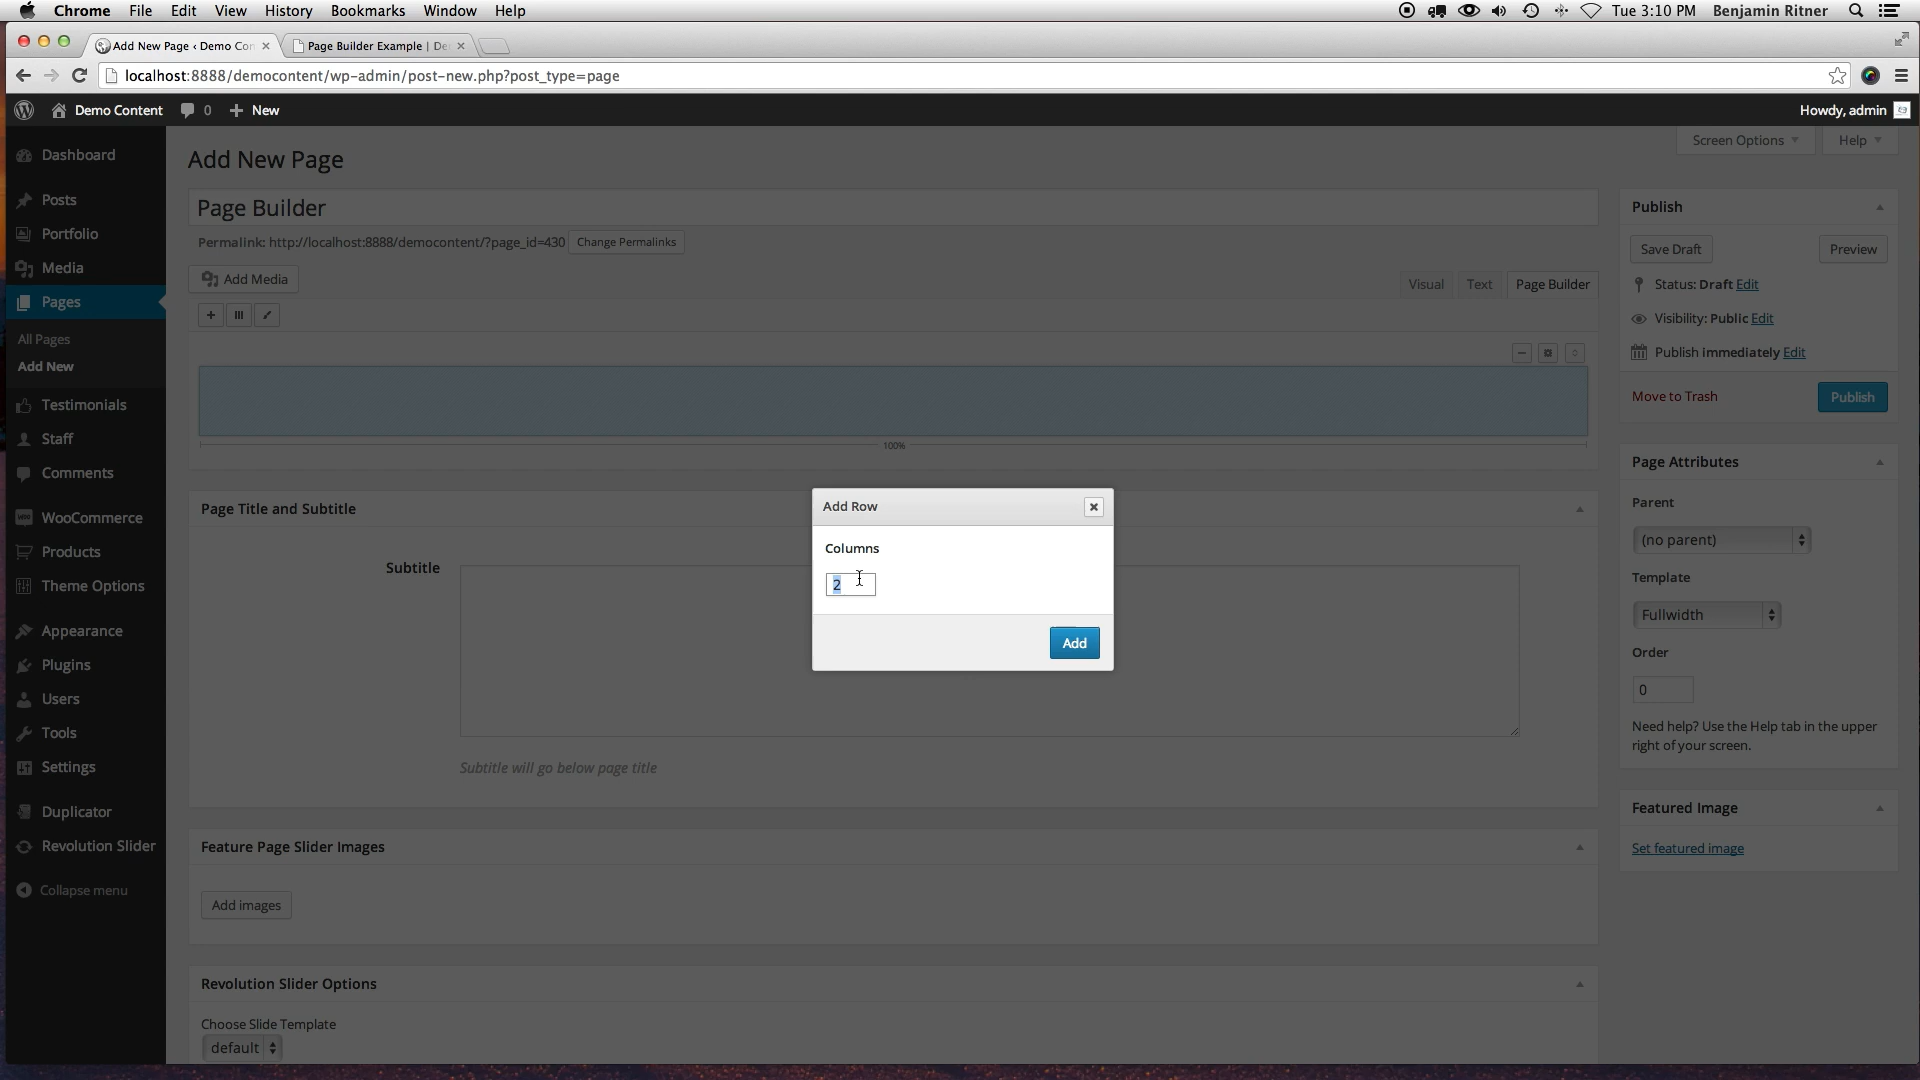 Chrome File Edit View History Bookmarks Window Help Tue 3:10 PM Benjamin Ritner
Add New Page ‹ Demo Con Page Builder Example | De
localhost:8888/democontent/wp-admin/post-new.php?post_type=page
Demo Content 0 New Howdy, admin
Screen Options Help
Dashboard
Posts
Portfolio
Media
Pages
All Pages
Add New
Testimonials
Staff
Comments
WooCommerce
Products
Theme Options
Appearance
Plugins
Users
Tools
Settings
Duplicator
Revolution Slider
Collapse menu
Add New Page
Page Builder
Permalink: http://localhost:8888/democontent/?page_id=430 Change Permalinks
Add Media Visual Text Page Builder
100%
Page Title and Subtitle
Subtitle
Subtitle will go below page title
Feature Page Slider Images
Add images
Revolution Slider Options
Choose Slide Template
default
Add Row
Columns
2
Add
Publish
Save Draft Preview
Status: Draft Edit
Visibility: Public Edit
Publish immediately Edit
Move to Trash Publish
Page Attributes
Parent
(no parent)
Template
Fullwidth
Order
0
Need help? Use the Help tab in the upper
right of your screen.
Featured Image
Set featured image